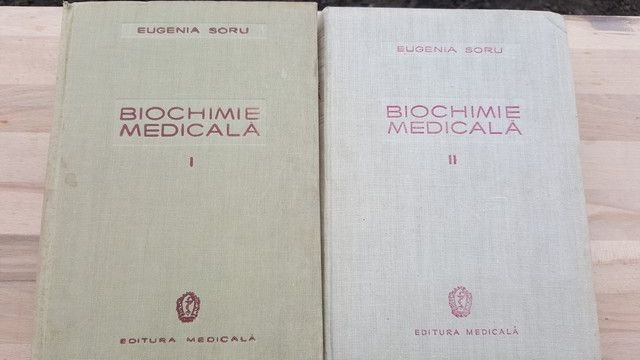 EUGENIA SORU
BIOCHIMIE
MEDICALĂ
I
EDITURA MEDICALĂ
EUGENIA SORU
BIOCHIMIE
MEDICALĂ
II
EDITURA MEDICALĂ